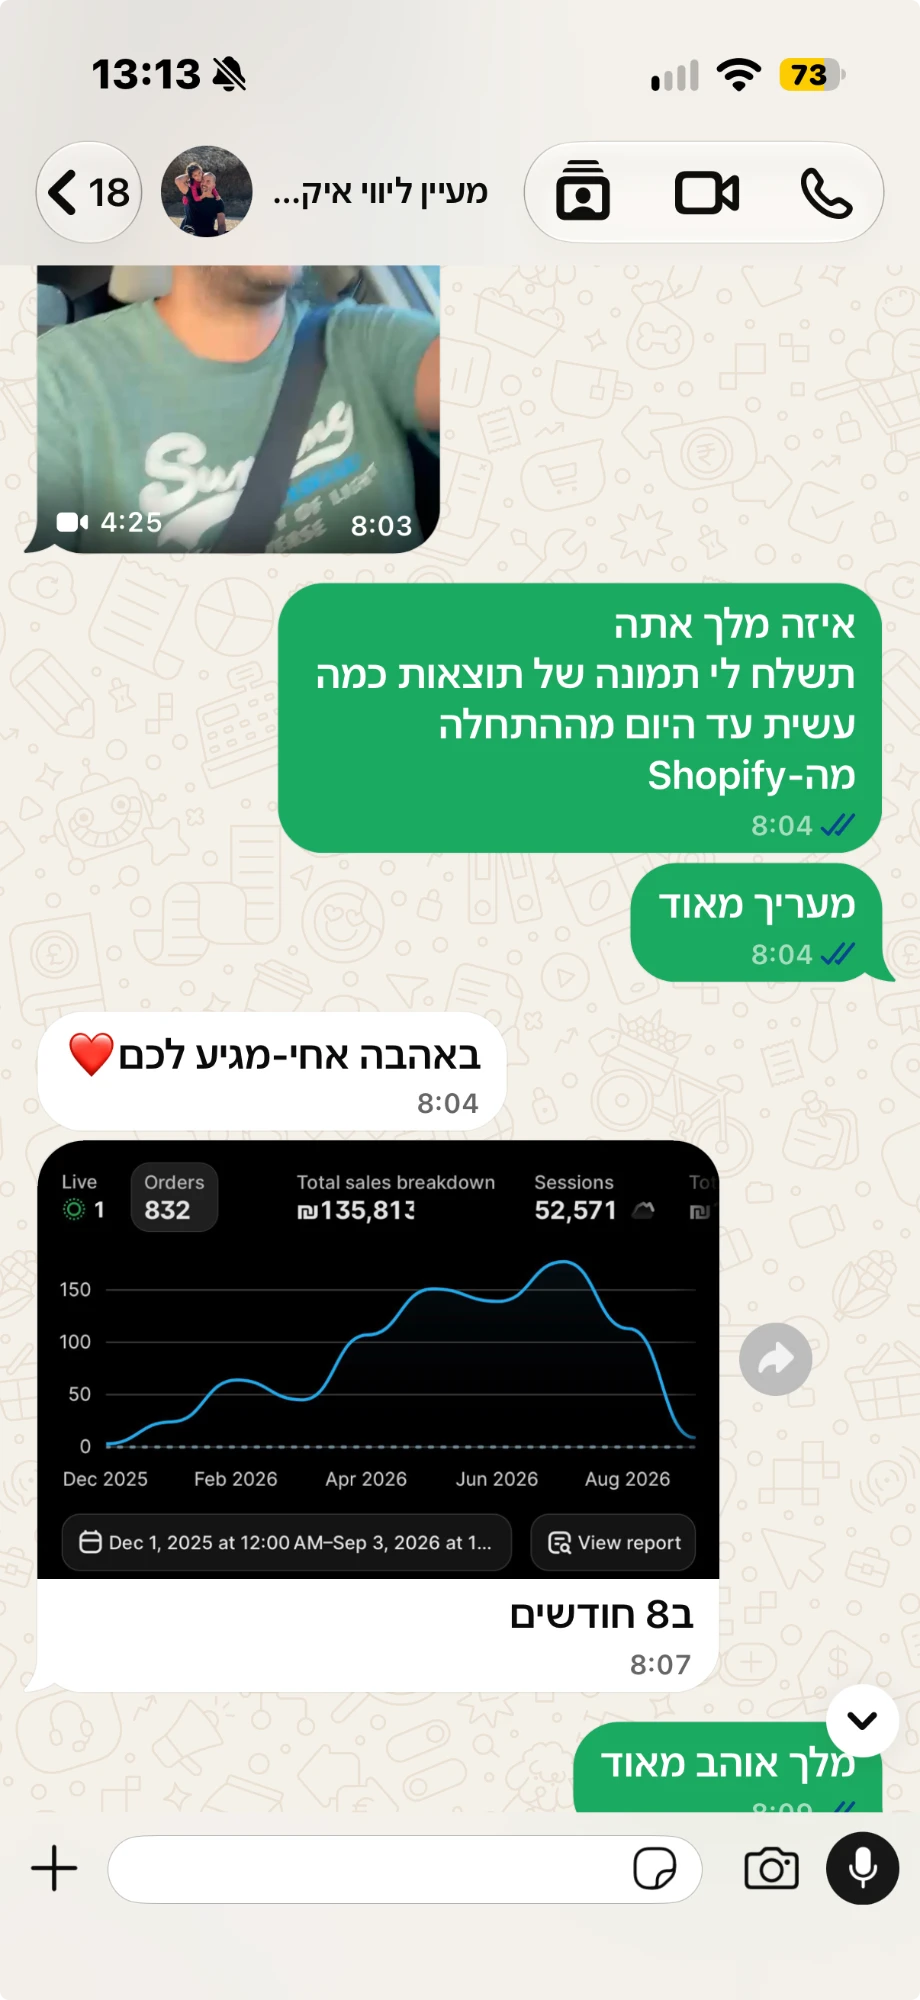 13:13
73
18
מעיין ליווי איק...
4:25
8:03
איזה מלך אתה
תשלח לי תמונה של תוצאות כמה
עשית עד היום מההתחלה
מה-Shopify
8:04
מעריך מאוד
8:04
באהבה אחי-מגיע לכם❤️
8:04
Live
1
Orders
832
Total sales breakdown
₪135,813
Sessions
52,571
₪
150
100
50
0
Dec 2025 Feb 2026 Apr 2026 Jun 2026 Aug 2026
Dec 1, 2025 at 12:00 AM–Sep 3, 2026 at 1...
View report
ב8 חודשים
8:07
מלך אוהב מאוד
8:09